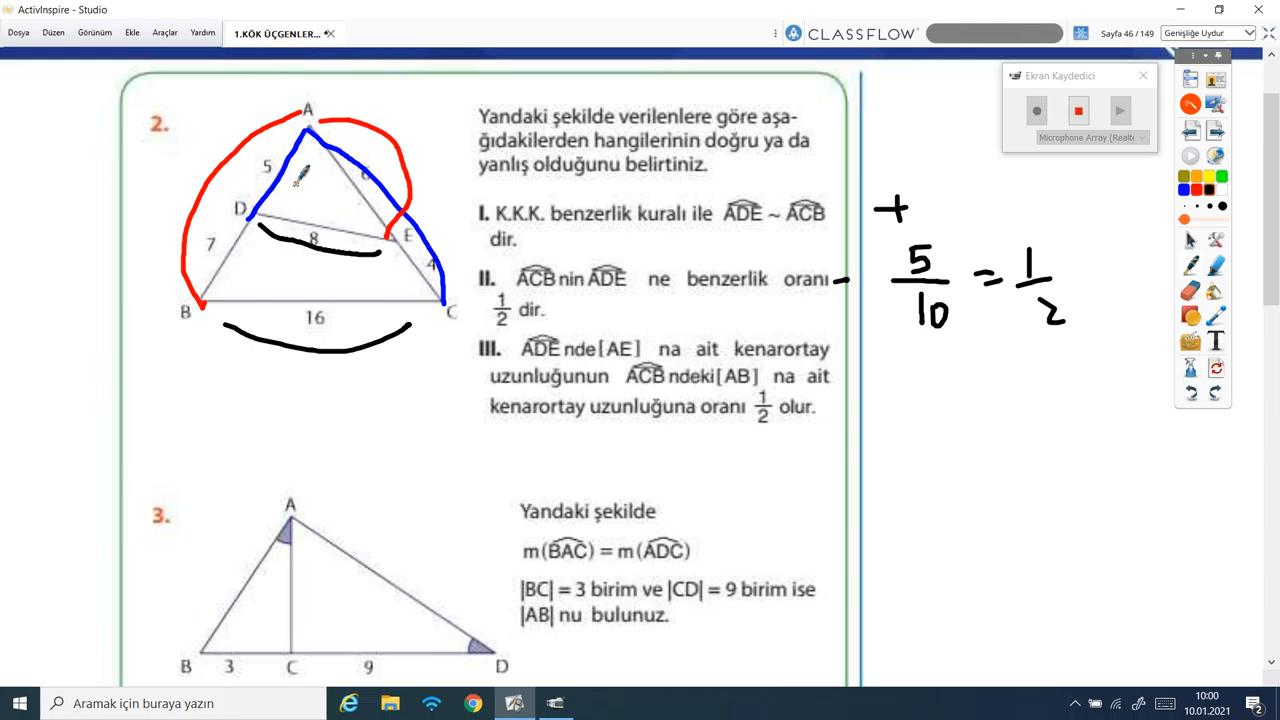 ActivInspire - Studio
Dosya Düzen Görünüm Ekle Araçlar Yardım
1.KÖK ÜÇGENLER...
CLASSFLOW
Sayfa 46 / 149
Genişliğe Uydur
Ekran Kaydedici
Microphone Array (Realte
2.
A
5
6
D
E
8
7
4
B
C
16
Yandaki şekilde verilenlere göre aşa-
ğıdakilerden hangilerinin doğru ya da
yanlış olduğunu belirtiniz.
I. K.K.K. benzerlik kuralı ile ADE ~ ACB
dir.
II. ACB nin ADE ne benzerlik oranı
1/2 dir.
III. ADE nde [AE] na ait kenarortay
uzunluğunun ACB ndeki [AB] na ait
kenarortay uzunluğuna oranı 1/2 olur.
+
- 5/10 = 1/2
3.
A
B 3 C 9 D
Yandaki şekilde
m(BAC) = m(ADC)
|BC| = 3 birim ve |CD| = 9 birim ise
|AB| nu bulunuz.
Aramak için buraya yazın
10:00
10.01.2021
2